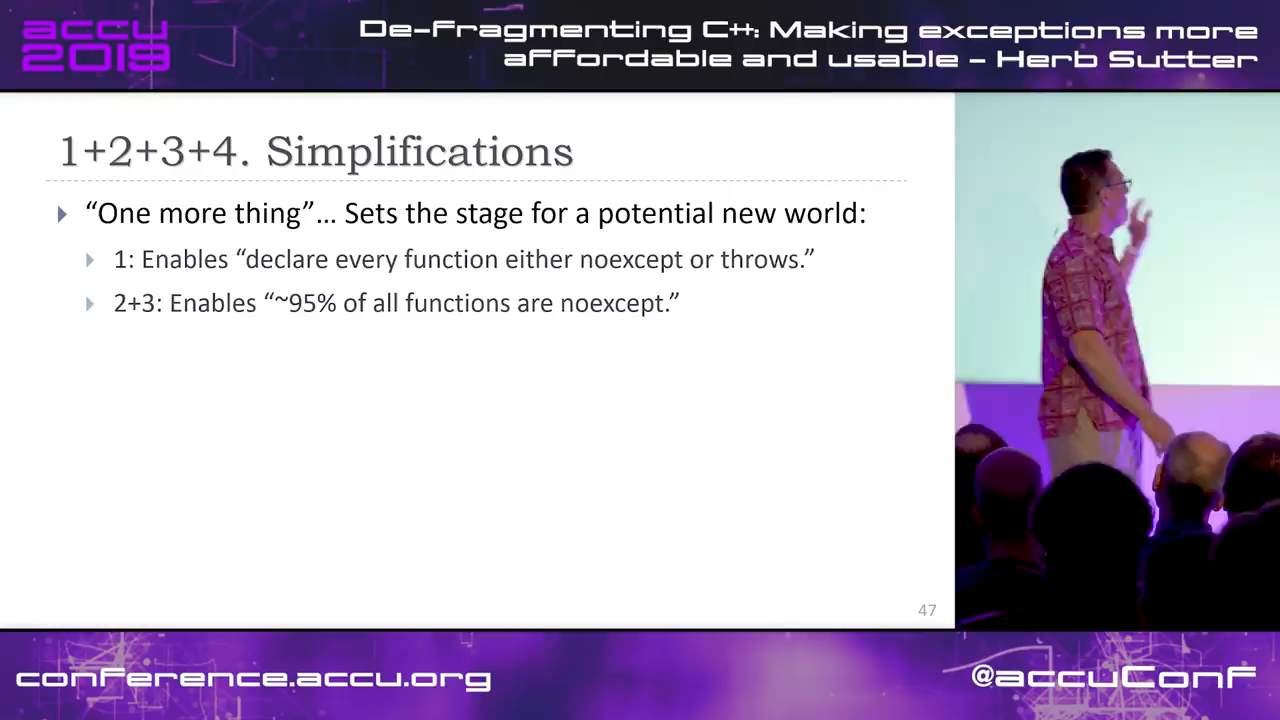 accu
2019
De-Fragmenting C++: Making exceptions more
affordable and usable - Herb Sutter
1+2+3+4. Simplifications
“One more thing”… Sets the stage for a potential new world:
1: Enables “declare every function either noexcept or throws.”
2+3: Enables “~95% of all functions are noexcept.”
47
conference.accu.org
@accuConf